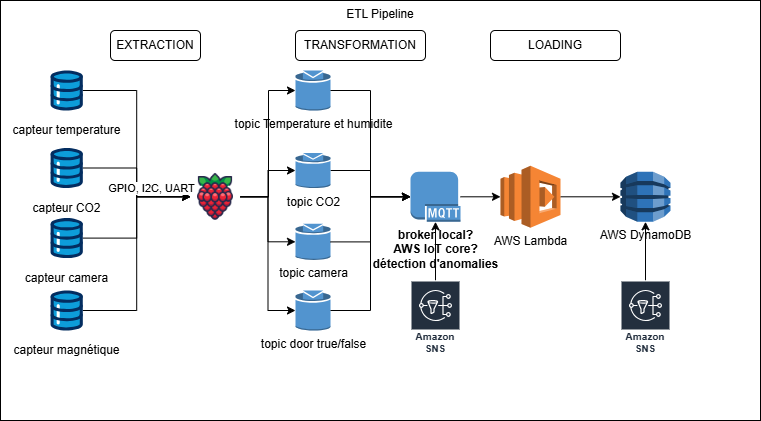 ETL Pipeline
EXTRACTION
TRANSFORMATION
LOADING
capteur temperature
topic Temperature et humidite
GPIO, I2C, UART
capteur CO2
topic CO2
MQTT
broker local?
AWS IoT core?
détection d'anomalies
AWS Lambda
AWS DynamoDB
capteur camera
topic camera
capteur magnétique
topic door true/false
Amazon
SNS
Amazon
SNS